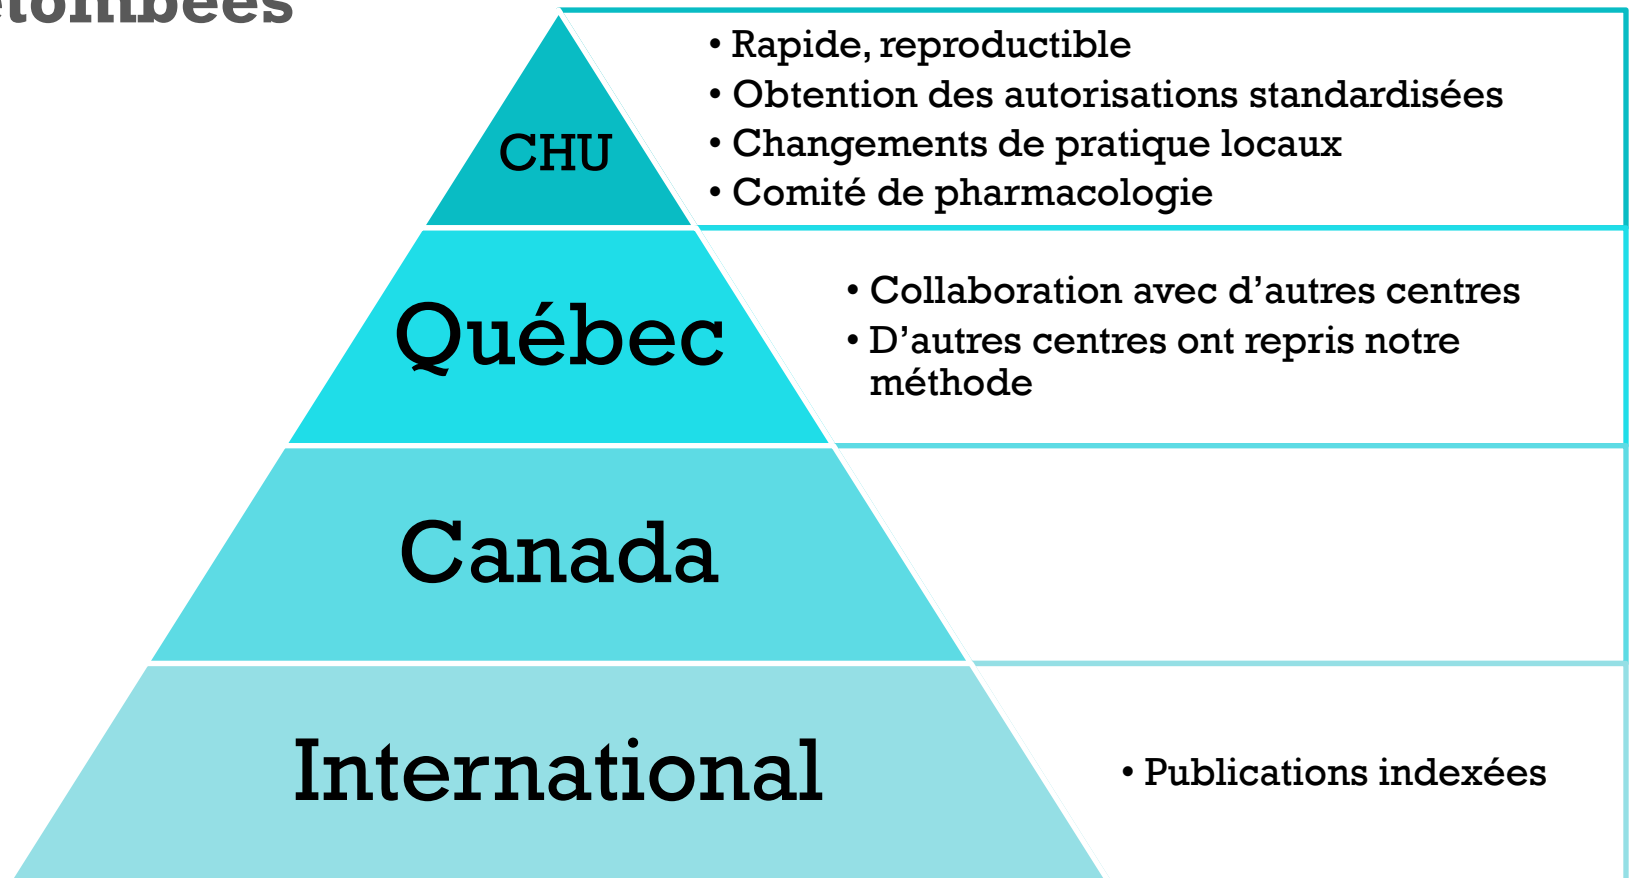 • Rapide, reproductible
• Obtention des autorisations standardisées
CHU
• Changements de pratique locaux
• Comité de pharmacologie
Québec
• Collaboration avec d’autres centres
• D’autres centres ont repris notre
méthode
Canada
International
• Publications indexées